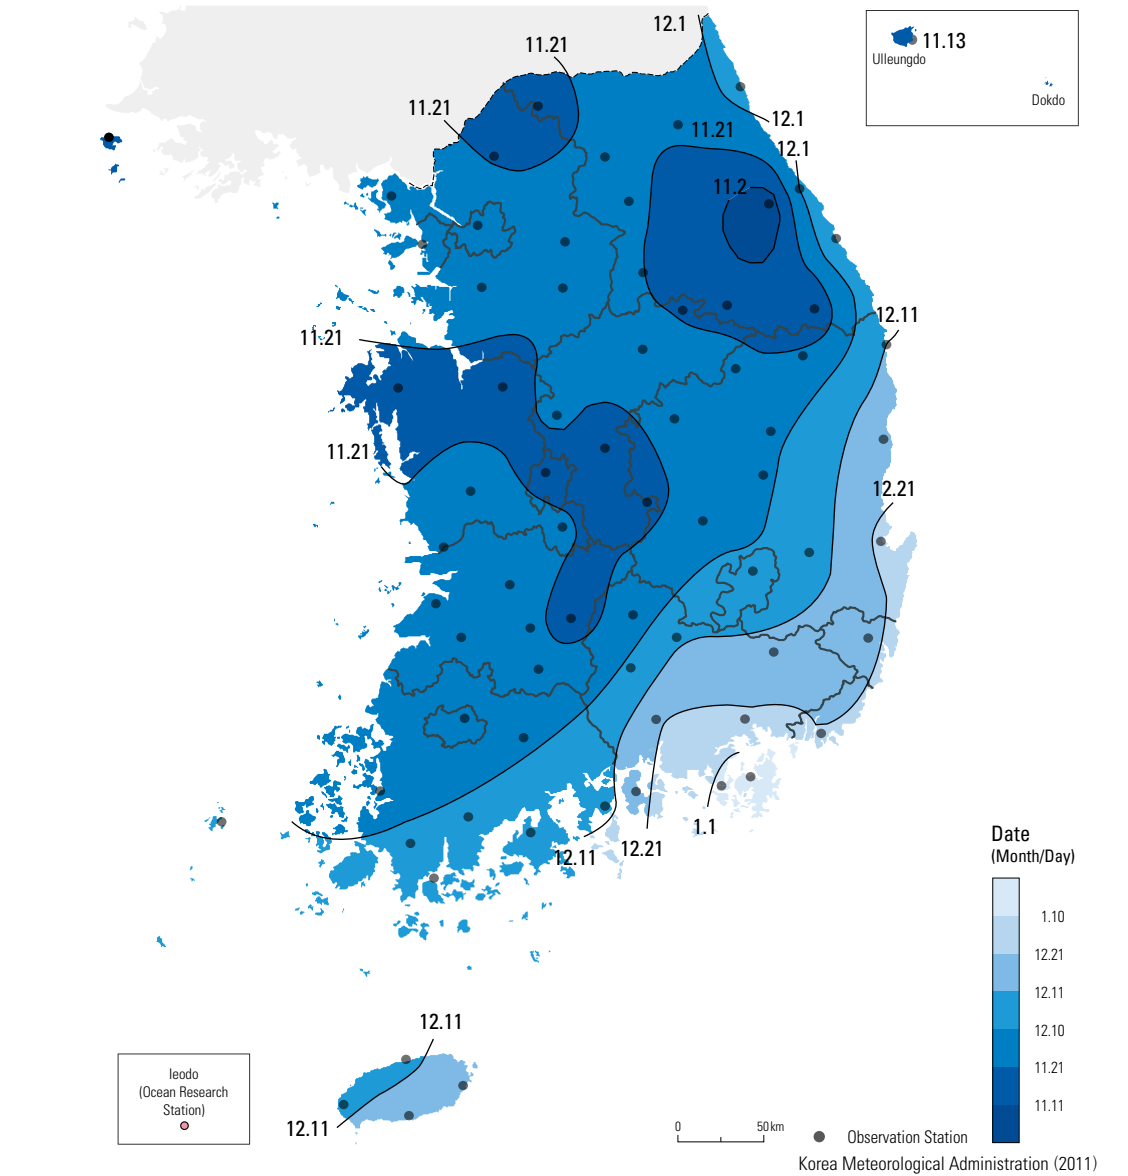 12.1
11.21
11.13
Ulleungdo
Dokdo
11.21
12.1
11.21
12.1
11.2
12.11
11.21
11.21
12.21
1.1
12.21
12.11
Date
(Month/Day)
1.10
12.21
12.11
12.10
11.21
11.11
12.11
12.11
Ieodo
(Ocean Research
Station)
0
50km
Observation Station
Korea Meteorological Administration (2011)